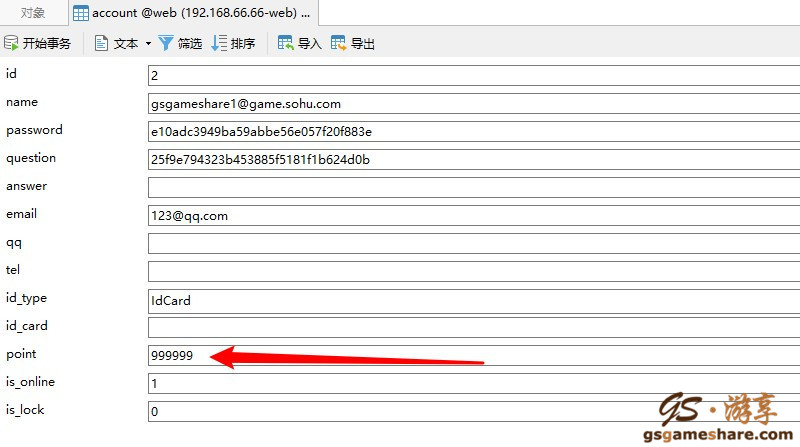 对象 account @web (192.168.66.66-web) ...
开始事务 文本 筛选 排序 导入 导出
id 2
name gsgameshare1@game.sohu.com
password e10adc3949ba59abbe56e057f20f883e
question 25f9e794323b453885f5181f1b624d0b
answer
email 123@qq.com
qq
tel
id_type IdCard
id_card
point 999999
is_online 1
is_lock 0
GS·游享
gsgameshare.com